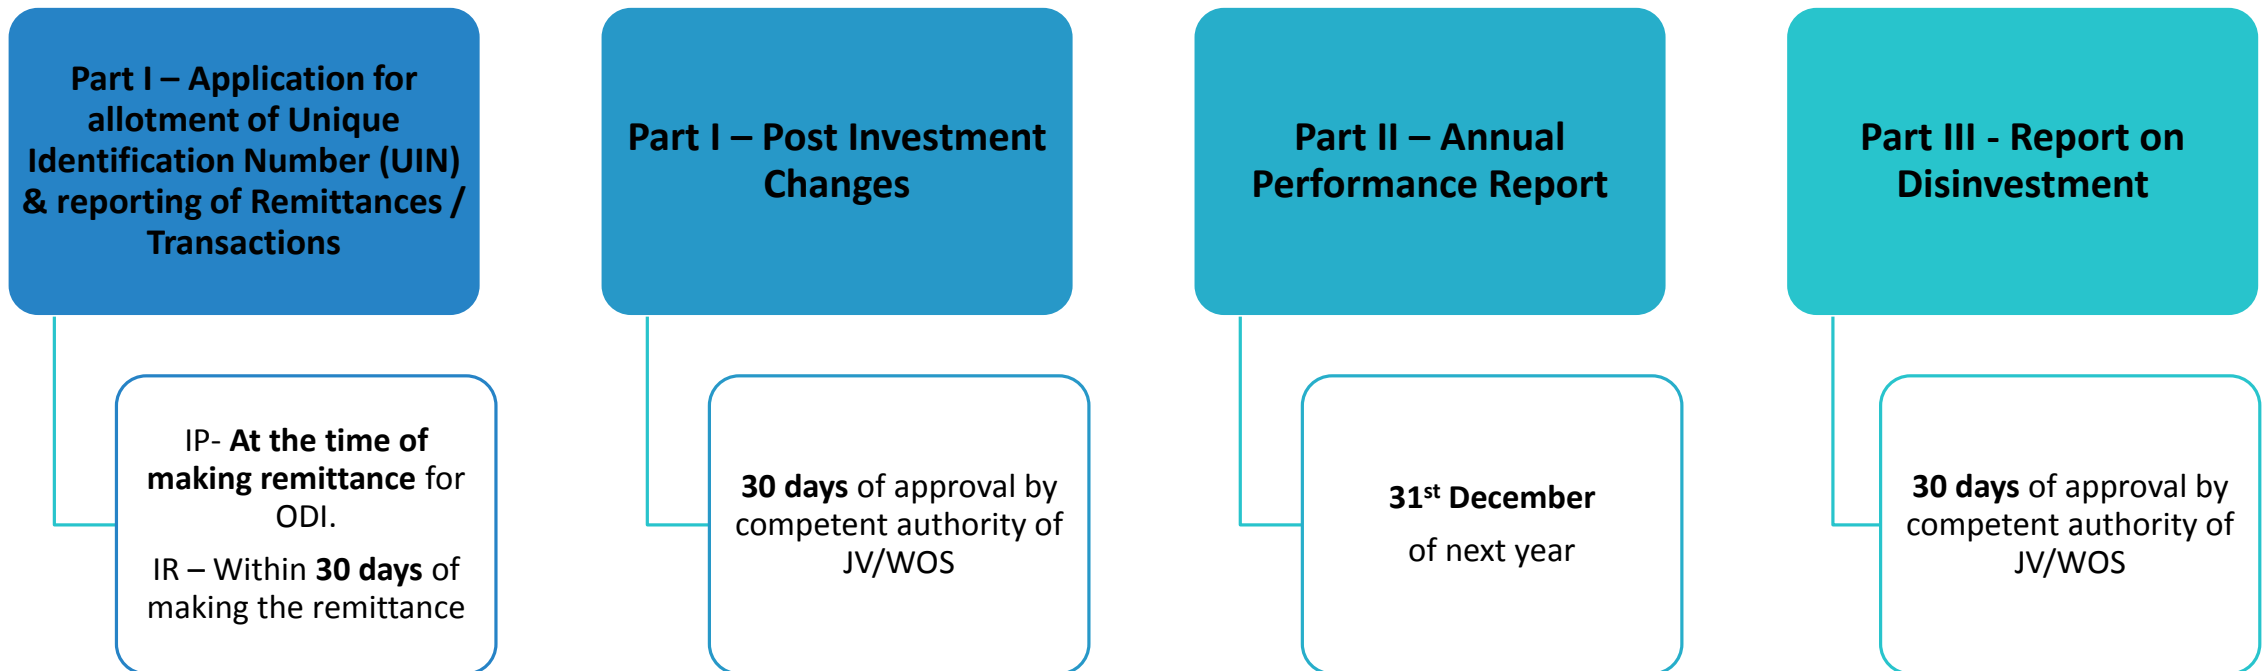 Part I – Application for
allotment of Unique
Identification Number (UIN)
& reporting of Remittances /
Transactions
IP- At the time of
making remittance for
ODI.
IR – Within 30 days of
making the remittance
Part I – Post Investment
Changes
30 days of approval by
competent authority of
JV/WOS
Part II – Annual
Performance Report
31st December
of next year
Part III - Report on
Disinvestment
30 days of approval by
competent authority of
JV/WOS